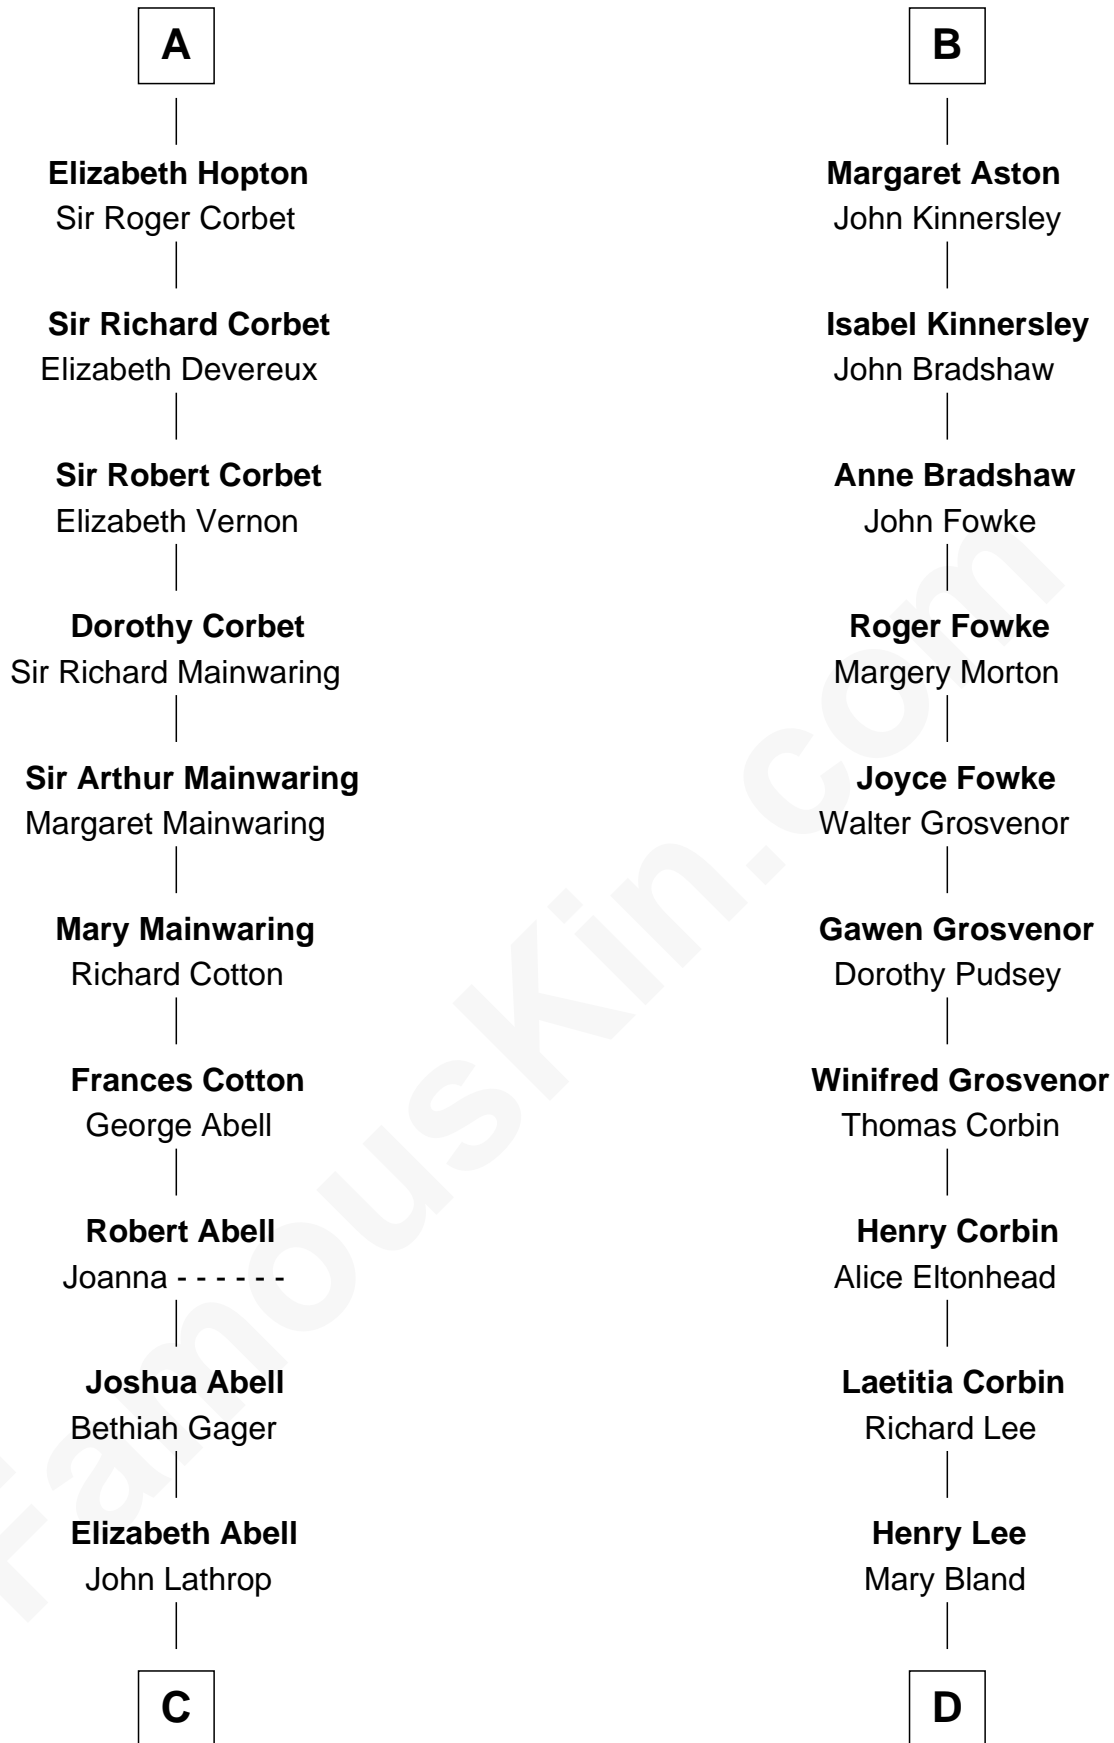 A
Elizabeth Hopton
Sir Roger Corbet
Sir Richard Corbet
Elizabeth Devereux
Sir Robert Corbet
Elizabeth Vernon
Dorothy Corbet
Sir Richard Mainwaring
Sir Arthur Mainwaring
Margaret Mainwaring
Mary Mainwaring
Richard Cotton
Frances Cotton
George Abell
Robert Abell
Joanna - - - - - -
Joshua Abell
Bethiah Gager
Elizabeth Abell
John Lathrop
C
B
Margaret Aston
John Kinnersley
Isabel Kinnersley
John Bradshaw
Anne Bradshaw
John Fowke
Roger Fowke
Margery Morton
Joyce Fowke
Walter Grosvenor
Gawen Grosvenor
Dorothy Pudsey
Winifred Grosvenor
Thomas Corbin
Henry Corbin
Alice Eltonhead
Laetitia Corbin
Richard Lee
Henry Lee
Mary Bland
D
FamousKin.com